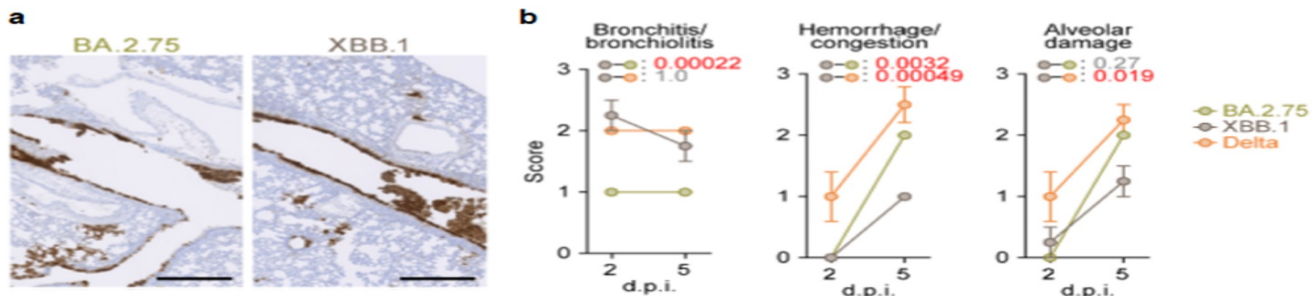 a
BA.2.75
XBB.1
b
Bronchitis/
bronchiolitis
: 0.00022
: 1.0
Score
3
2
1
0
2
5
d.p.i.
Hemorrhage/
congestion
: 0.0032
: 0.00049
3
2
1
0
2
5
d.p.i.
Alveolar
damage
: 0.27
: 0.019
3
2
1
0
2
5
d.p.i.
BA.2.75
XBB.1
Delta